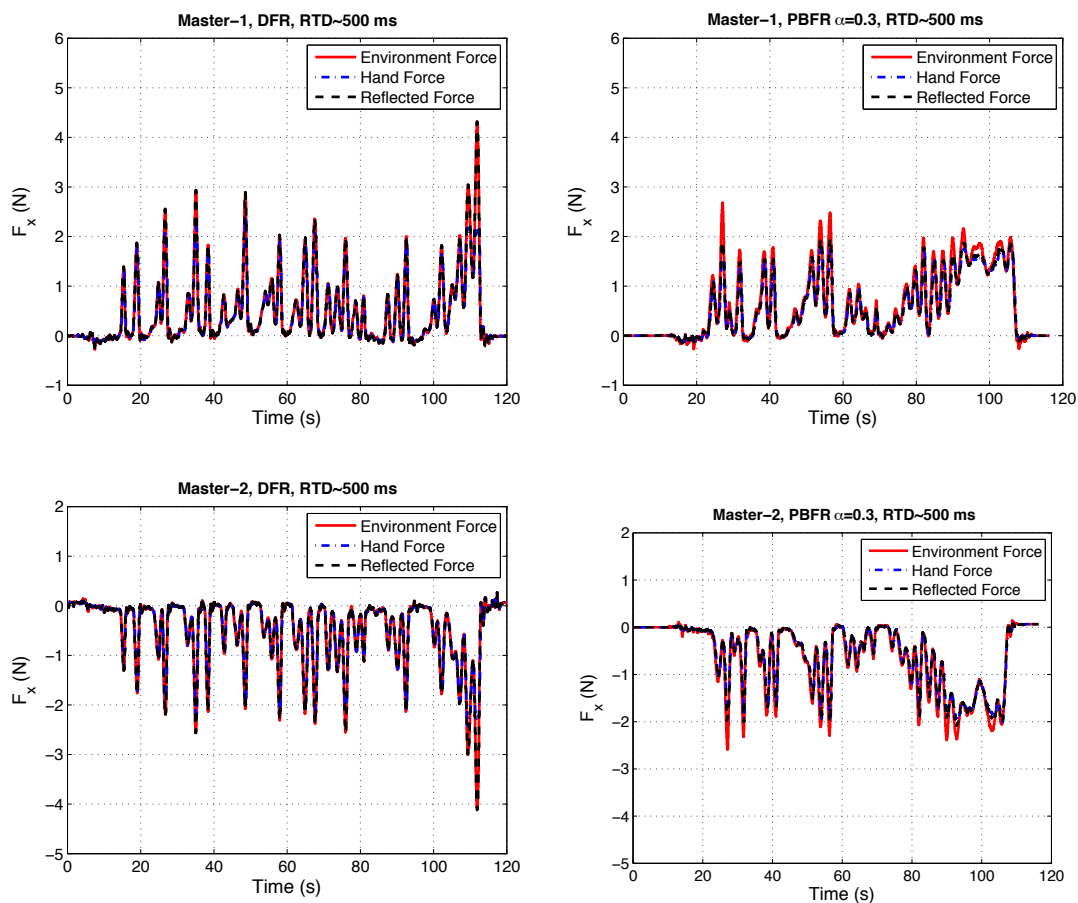 Master−1, DFR, RTD~500 ms
6
5
4
3
2
1
0
−1
F_x (N)
Environment Force
Hand Force
Reflected Force
0 20 40 60 80 100 120
Time (s)
Master−1, PBFR α=0.3, RTD~500 ms
6
5
4
3
2
1
0
−1
F_x (N)
Environment Force
Hand Force
Reflected Force
0 20 40 60 80 100 120
Time (s)
Master−2, DFR, RTD~500 ms
2
1
0
−1
−2
−3
−4
−5
F_x (N)
Environment Force
Hand Force
Reflected Force
0 20 40 60 80 100 120
Time (s)
Master−2, PBFR α=0.3, RTD~500 ms
2
1
0
−1
−2
−3
−4
−5
F_x (N)
Environment Force
Hand Force
Reflected Force
0 20 40 60 80 100 120
Time (s)